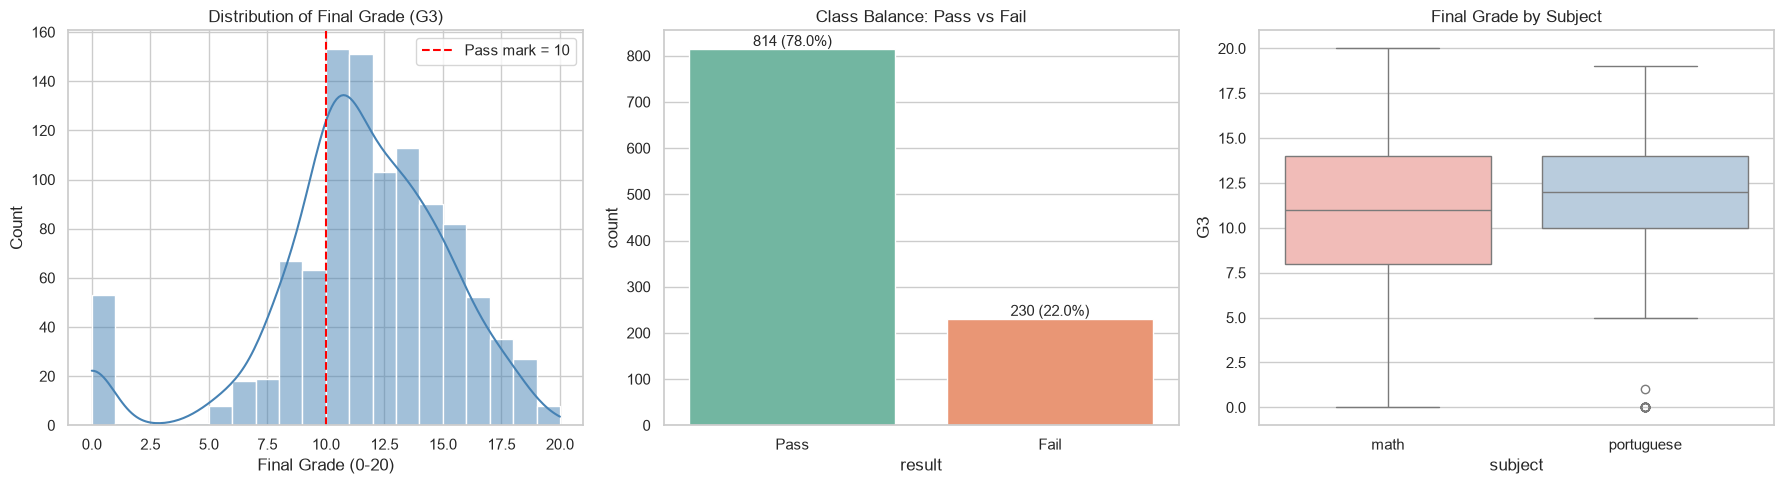 Distribution of Final Grade (G3)
160
140
120
100
80
60
40
20
0
Count
Pass mark = 10
0.0 2.5 5.0 7.5 10.0 12.5 15.0 17.5 20.0
Final Grade (0-20)
Class Balance: Pass vs Fail
800
700
600
500
400
300
200
100
0
count
814 (78.0%)
230 (22.0%)
Pass Fail
result
Final Grade by Subject
20.0
17.5
15.0
12.5
10.0
7.5
5.0
2.5
0.0
G3
math portuguese
subject